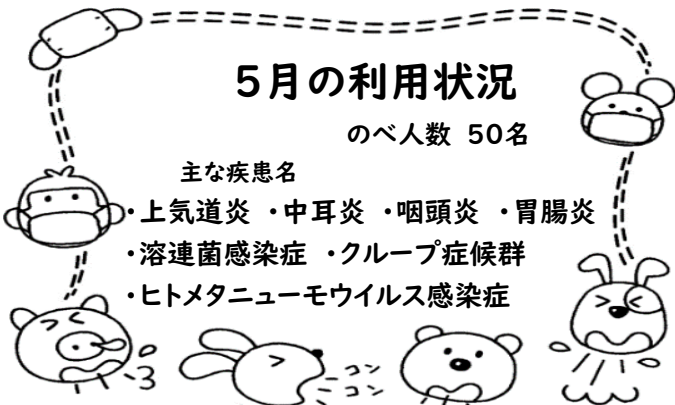 5月の利用状況
のべ人数 50名
主な疾患名
・上気道炎 ・中耳炎 ・咽頭炎 ・胃腸炎
・溶連菌感染症 ・クループ症候群
・ヒトメタニューモウイルス感染症
コン
コン